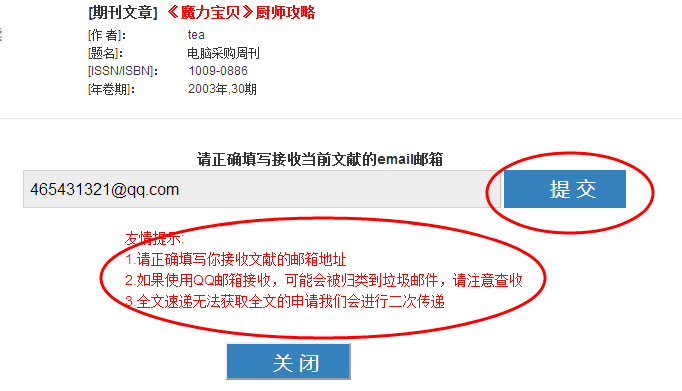 [期刊文章] 《魔力宝贝》厨师攻略
[作 者]： tea
[题名]： 电脑采购周刊
[ISSN/ISBN]： 1009-0886
[年卷期]： 2003年,30期
请正确填写接收当前文献的email邮箱
465431321@qq.com 提 交
友情提示:
1.请正确填写你接收文献的邮箱地址
2.如果使用QQ邮箱接收，可能会被归类到垃圾邮件，请注意查收
3.全文速递无法获取全文的申请我们会进行二次传递
关 闭